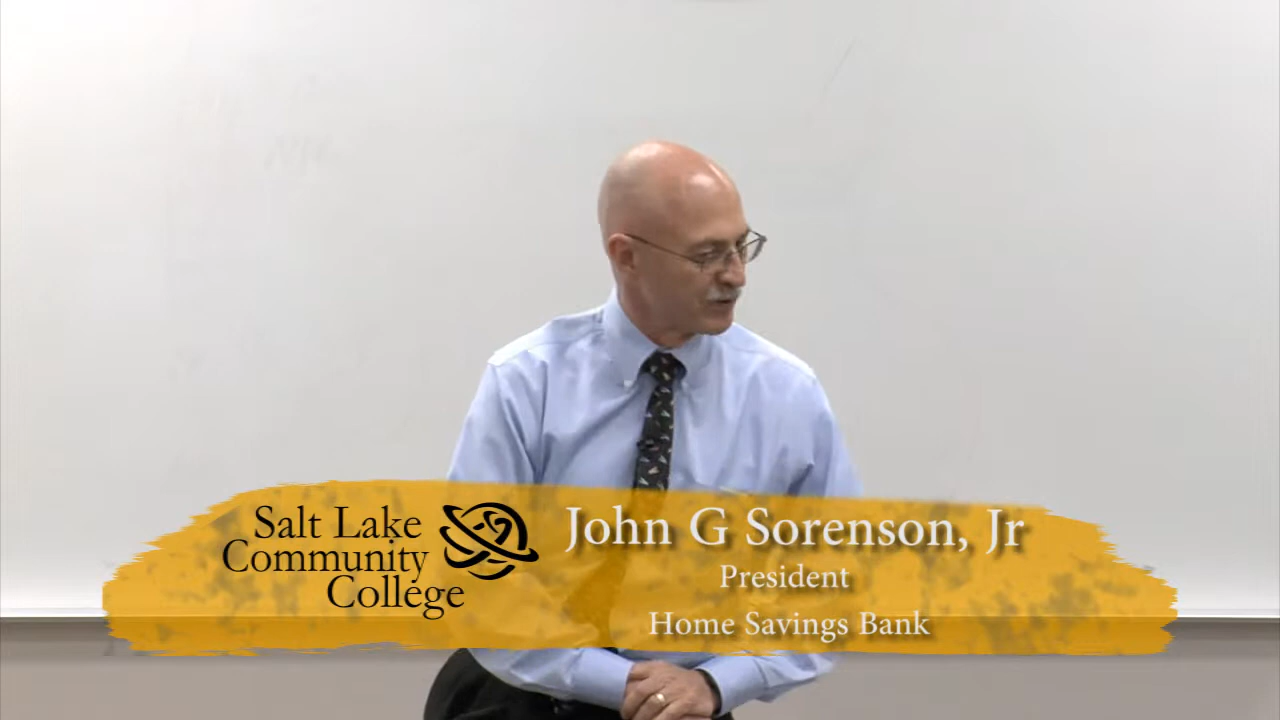 Salt Lake
Community
College
John G Sorenson, Jr
President
Home Savings Bank